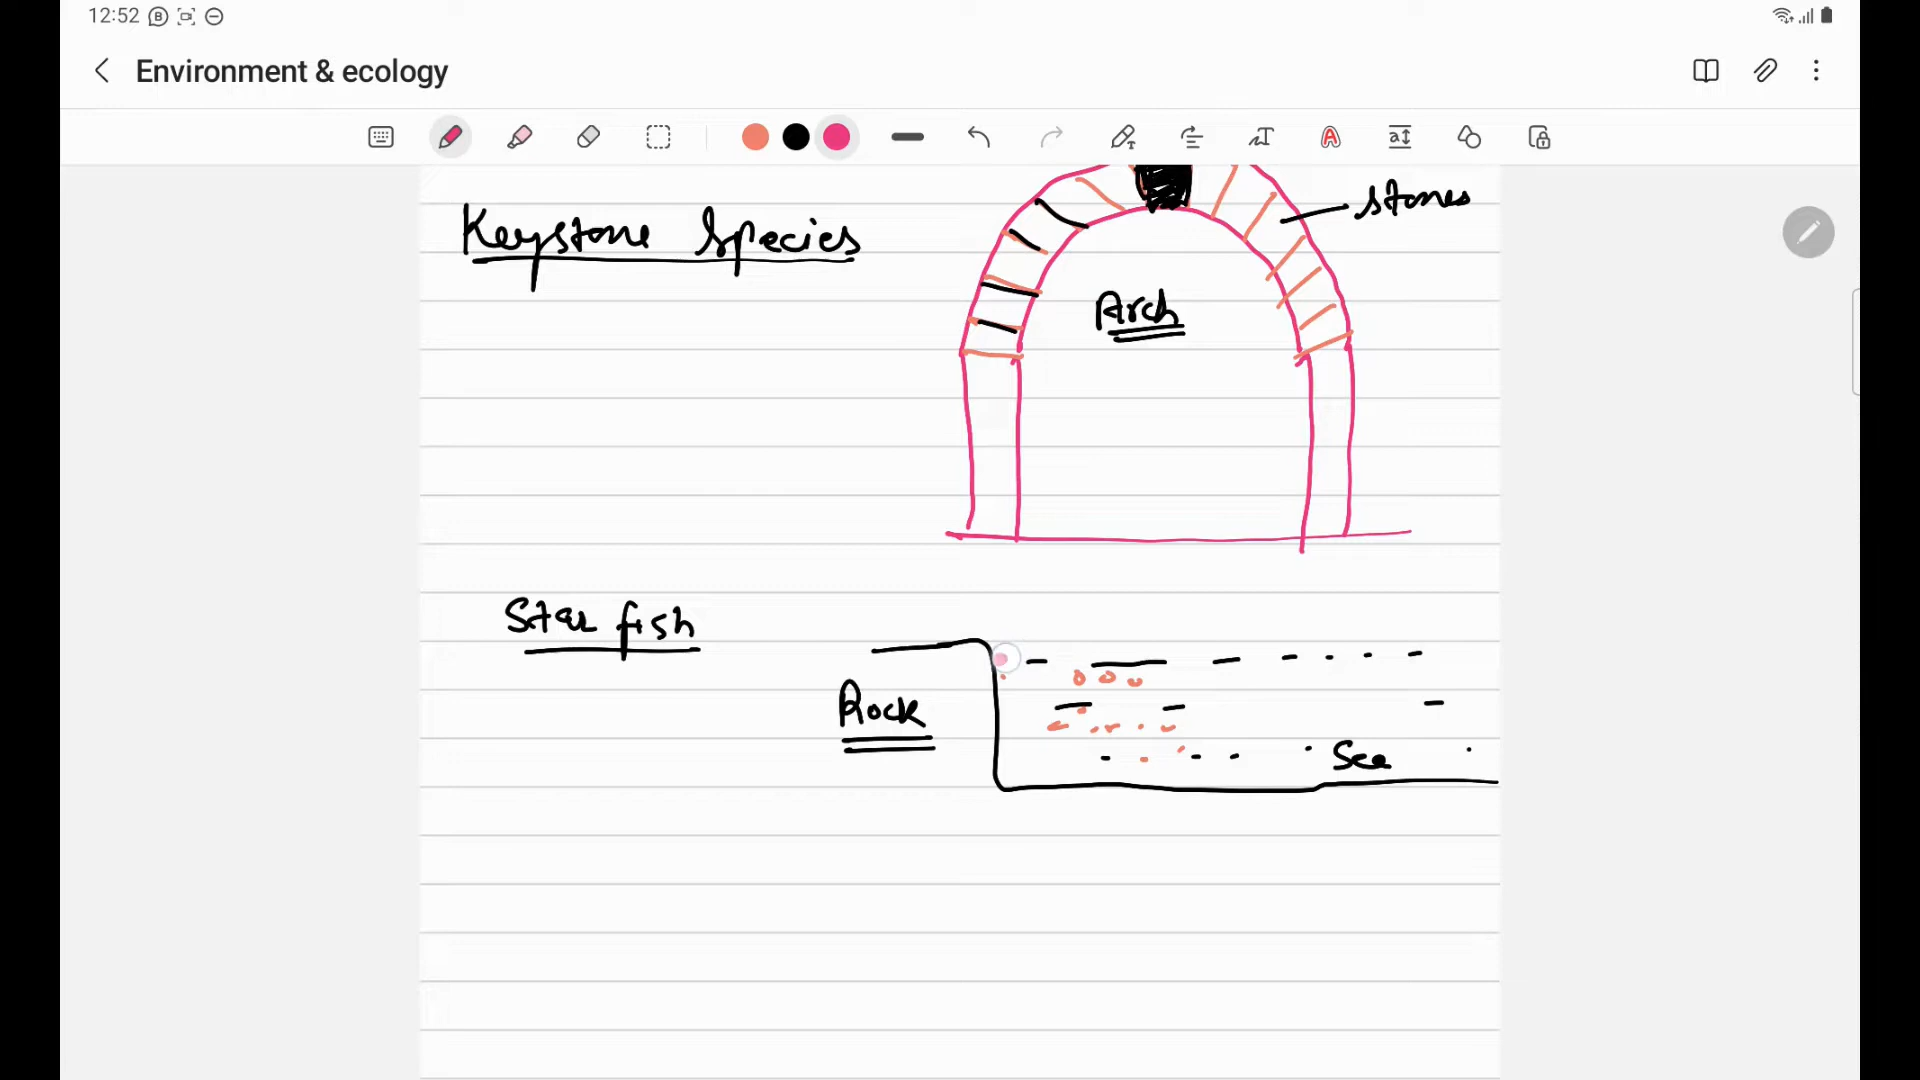 12:52
Environment & ecology
Keystone Species
stones
Arch
Star fish
Rock
Sea